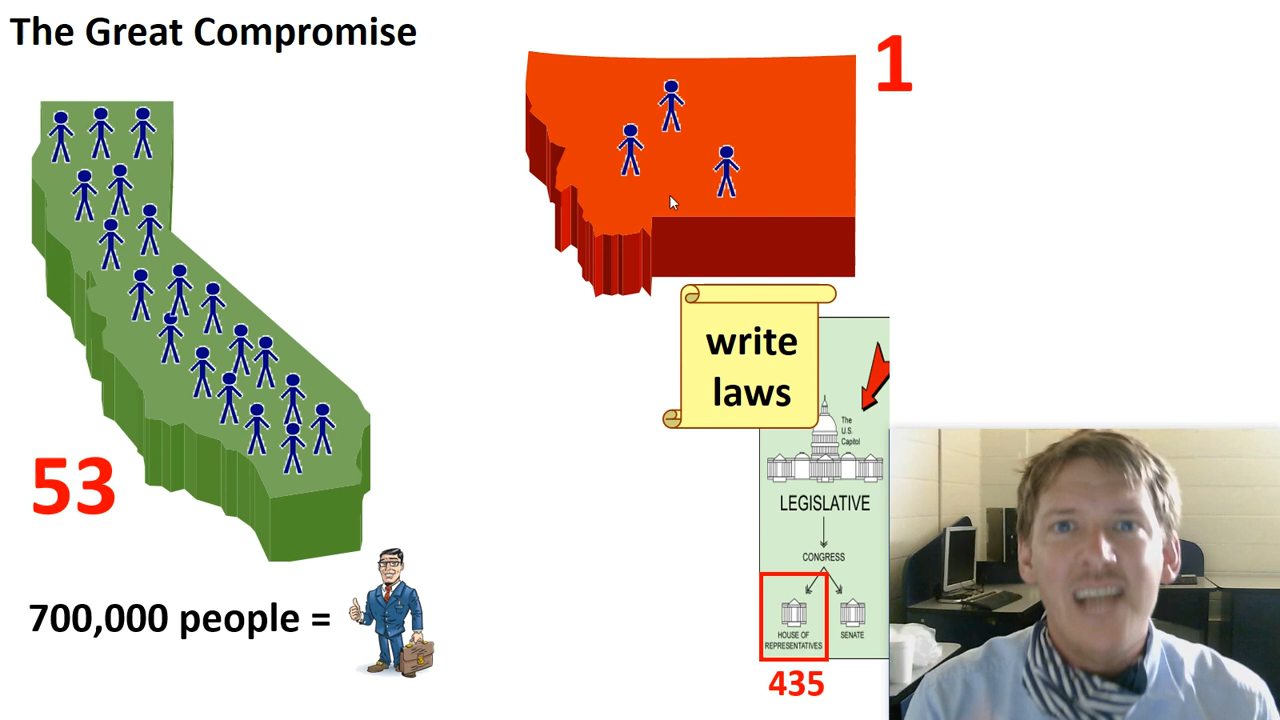 The Great Compromise
1
53
700,000 people =
write
laws
The
U.S.
Capitol
LEGISLATIVE
CONGRESS
HOUSE OF
REPRESENTATIVES
SENATE
435